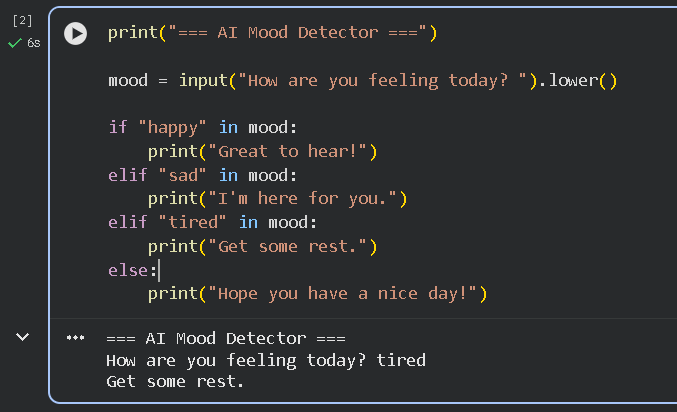 [2]
6s
print("=== AI Mood Detector ===")
mood = input("How are you feeling today? ").lower()
if "happy" in mood:
    print("Great to hear!")
elif "sad" in mood:
    print("I'm here for you.")
elif "tired" in mood:
    print("Get some rest.")
else:
    print("Hope you have a nice day!")
=== AI Mood Detector ===
How are you feeling today? tired
Get some rest.